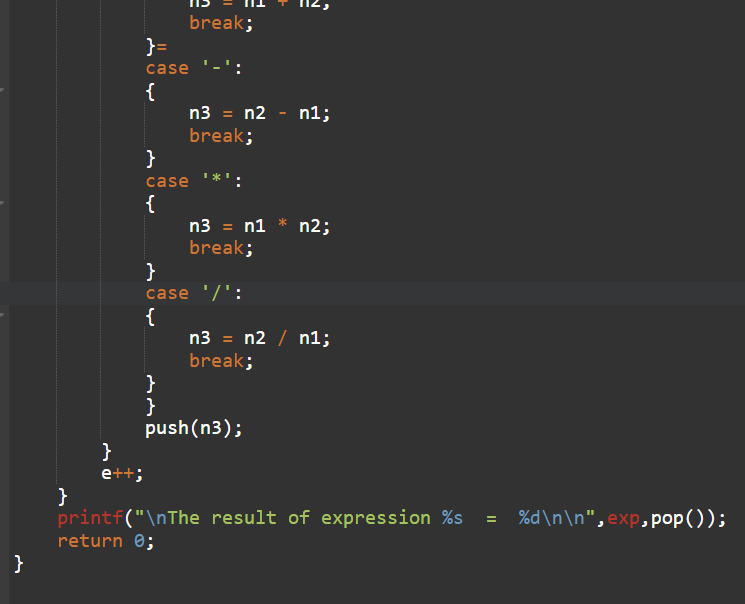 n3 = n1 + n2;
break;
}=
case '-':
{
n3 = n2 - n1;
break;
}
case '*':
{
n3 = n1 * n2;
break;
}
case '/':
{
n3 = n2 / n1;
break;
}
}
push(n3);
}
e++;
}
printf("\nThe result of expression %s  =  %d\n\n",exp,pop());
return 0;
}